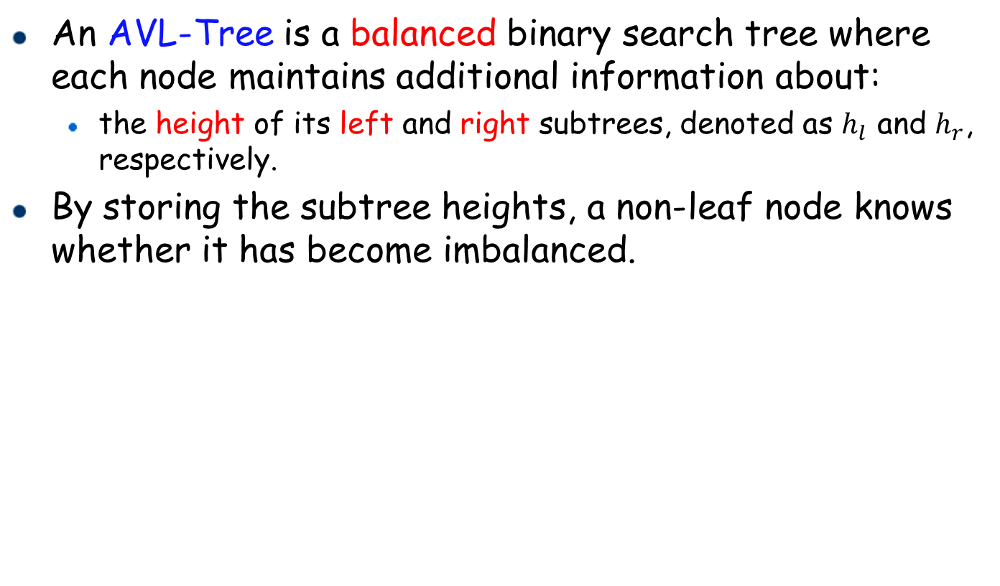 • An AVL-Tree is a balanced binary search tree where
each node maintains additional information about:
• the height of its left and right subtrees, denoted as hₗ and hᵣ,
respectively.
• By storing the subtree heights, a non-leaf node knows
whether it has become imbalanced.